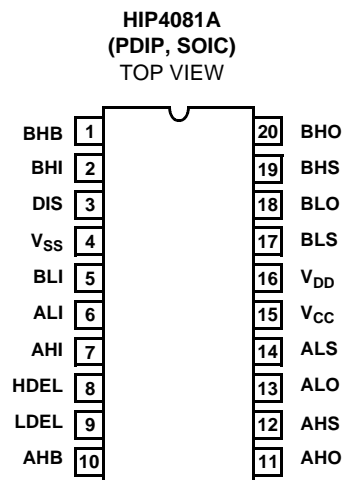 HIP4081A
(PDIP, SOIC)
TOP VIEW
BHB 1 20 BHO
BHI 2 19 BHS
DIS 3 18 BLO
VSS 4 17 BLS
BLI 5 16 VDD
ALI 6 15 VCC
AHI 7 14 ALS
HDEL 8 13 ALO
LDEL 9 12 AHS
AHB 10 11 AHO